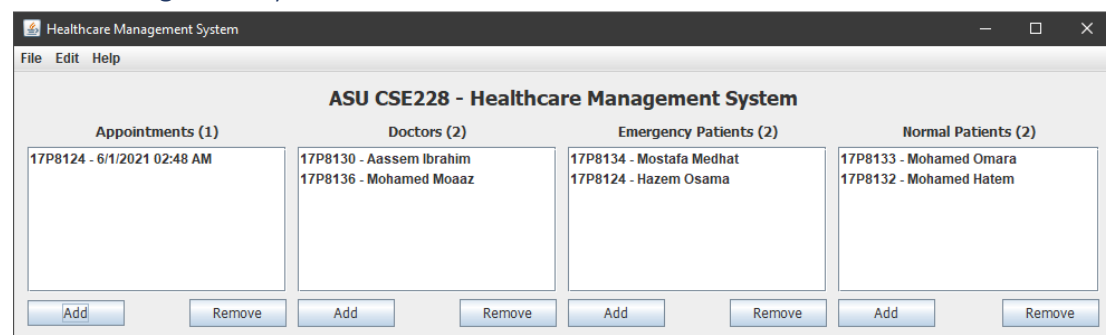 Healthcare Management System
File Edit Help
ASU CSE228 - Healthcare Management System
Appointments (1) Doctors (2) Emergency Patients (2) Normal Patients (2)
17P8124 - 6/1/2021 02:48 AM 17P8130 - Aassem Ibrahim 17P8134 - Mostafa Medhat 17P8133 - Mohamed Omara
17P8136 - Mohamed Moaaz 17P8124 - Hazem Osama 17P8132 - Mohamed Hatem
Add Remove Add Remove Add Remove Add Remove